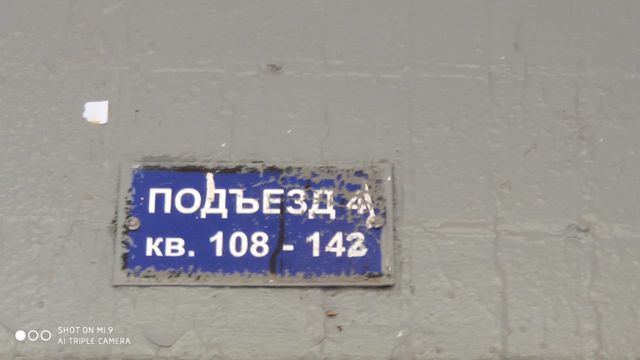 ПОДЪЕЗД 4
кв. 108 - 142
SHOT ON MI 9
AI TRIPLE CAMERA